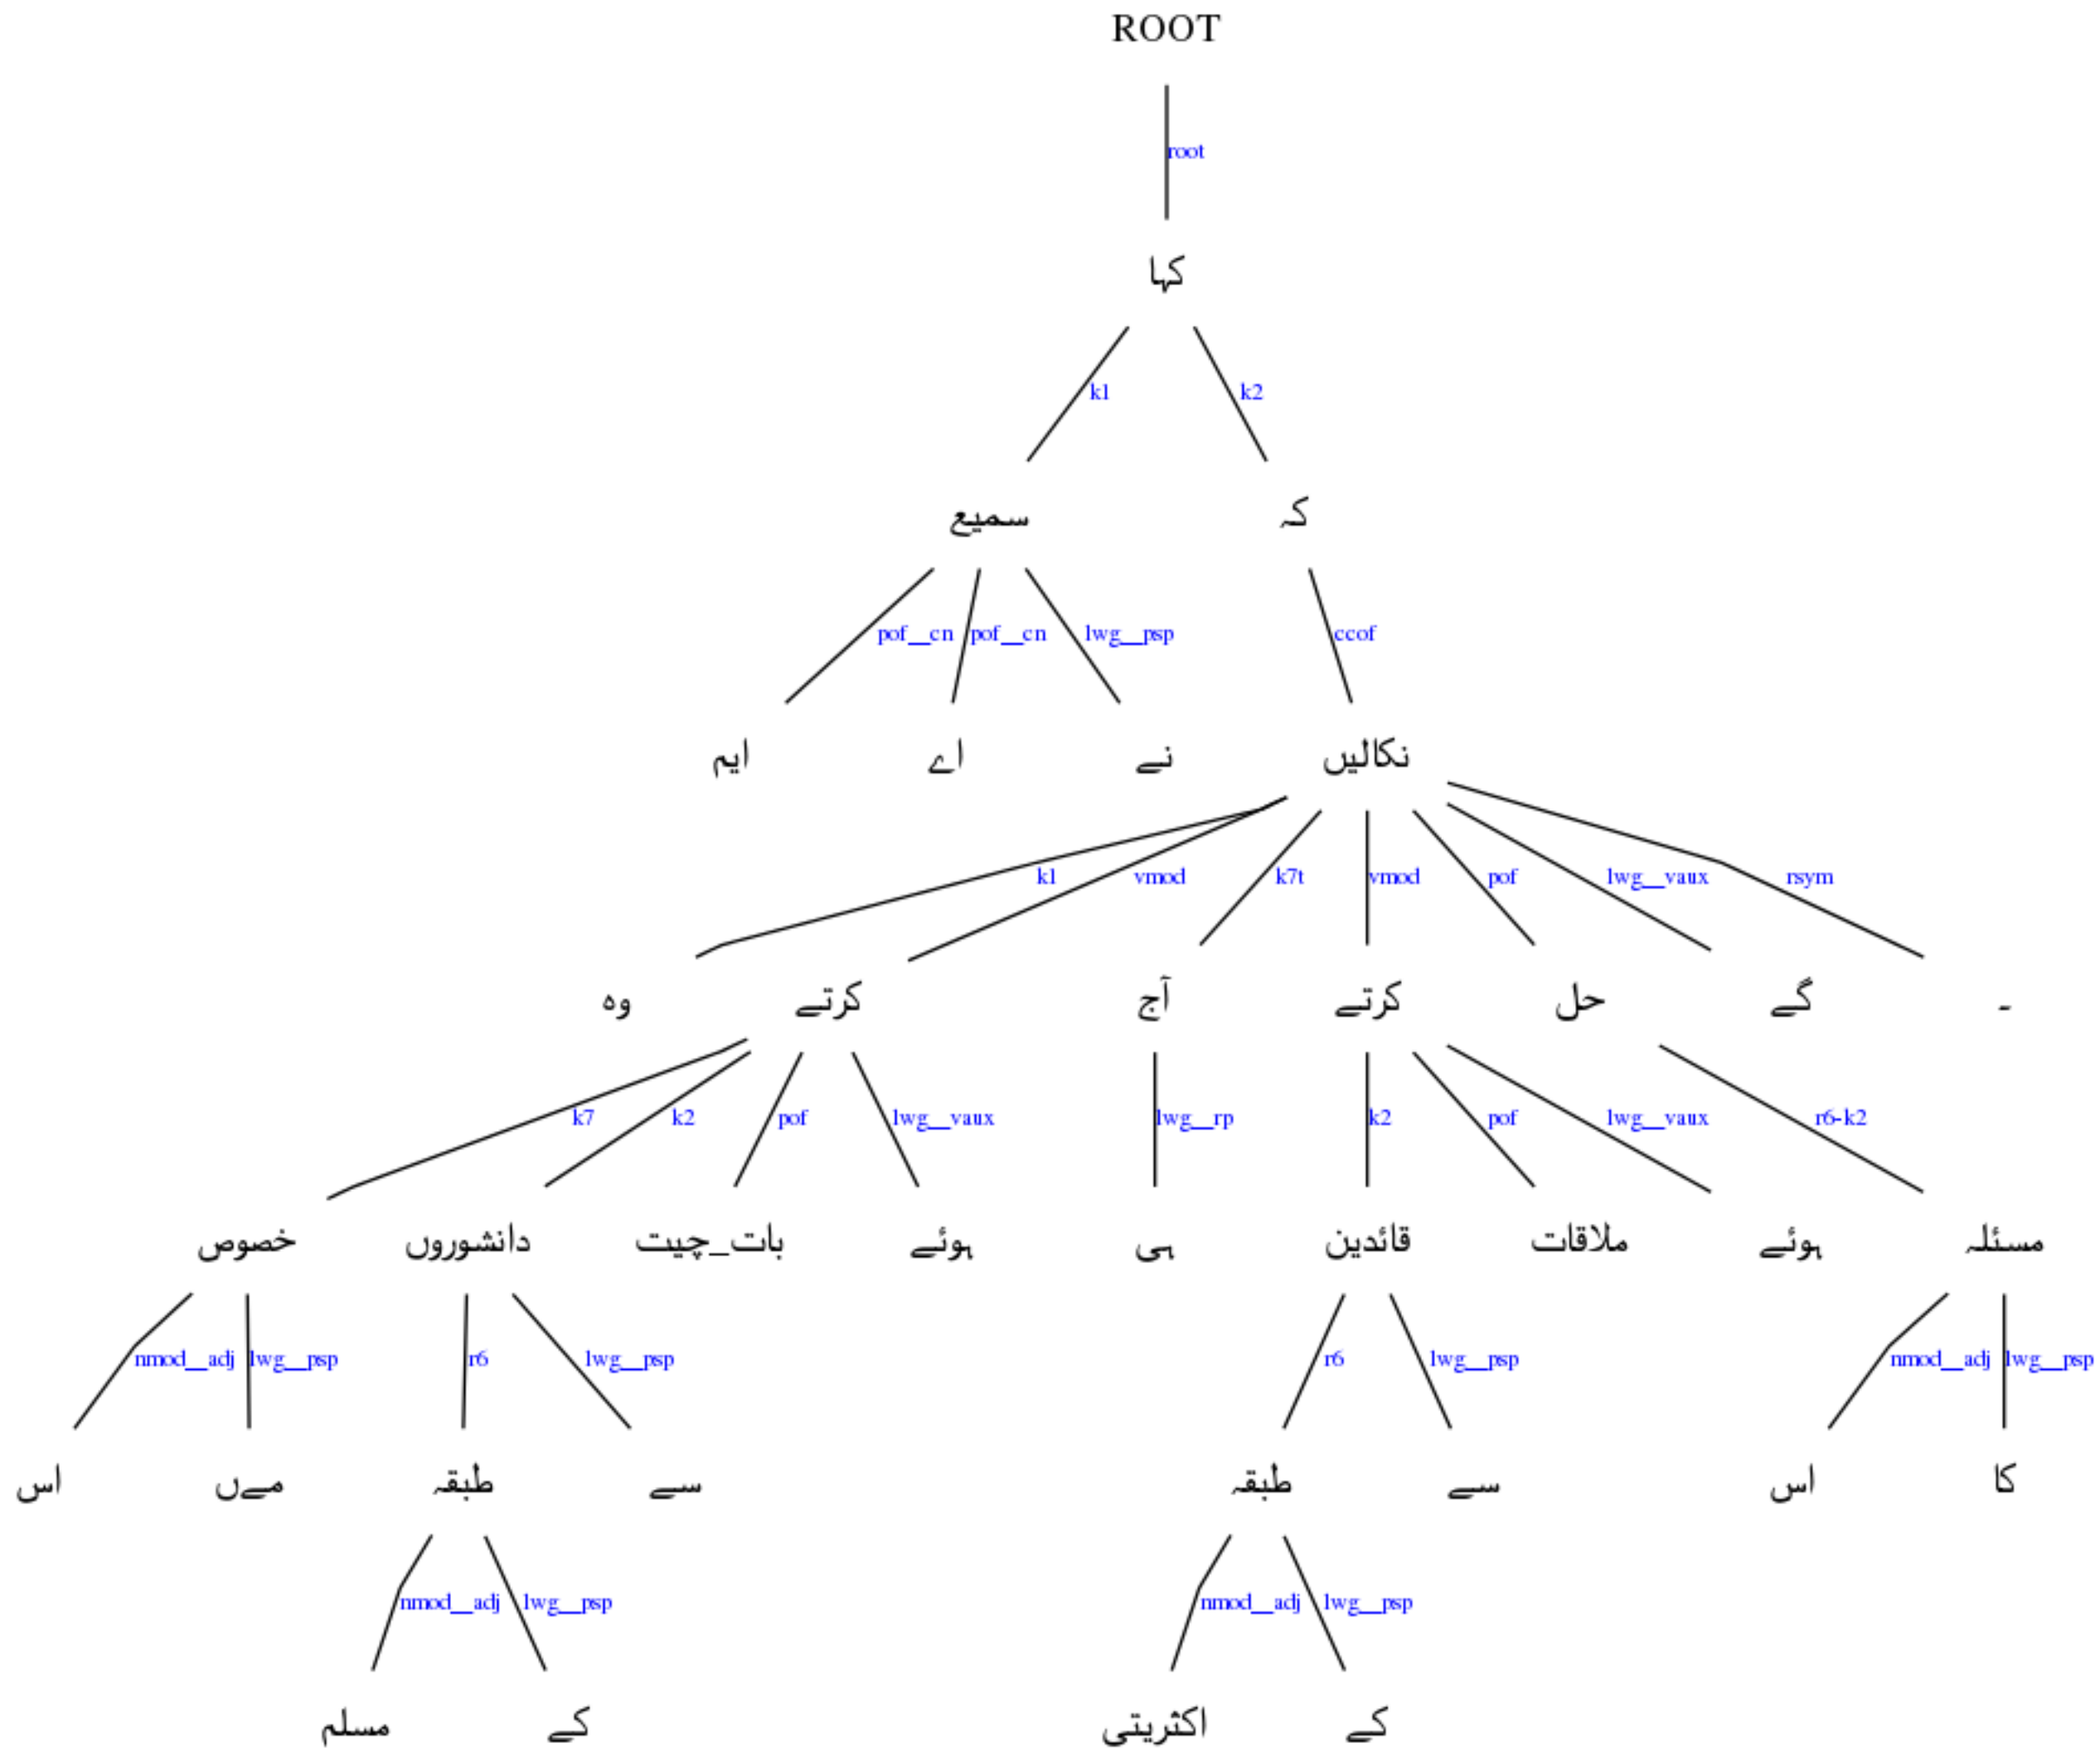 ROOT
root
کہا
k1 k2
سمیع کہ
pof__cn pof__cn lwg__psp ccof
ایم اے نے نکالیں
k1 vmod k7t vmod pof lwg__vaux rsym
وہ کرتے آج کرتے حل گے ۔
k7 k2 pof lwg__vaux lwg__rp k2 pof lwg__vaux r6-k2
خصوص دانشوروں بات_چیت ہوئے ہی قائدین ملاقات ہوئے مسئلہ
nmod__adj lwg__psp r6 lwg__psp r6 lwg__psp nmod__adj lwg__psp
اس مےں طبقہ سے طبقہ سے اس کا
nmod__adj lwg__psp nmod__adj lwg__psp
مسلم کے اکثریتی کے